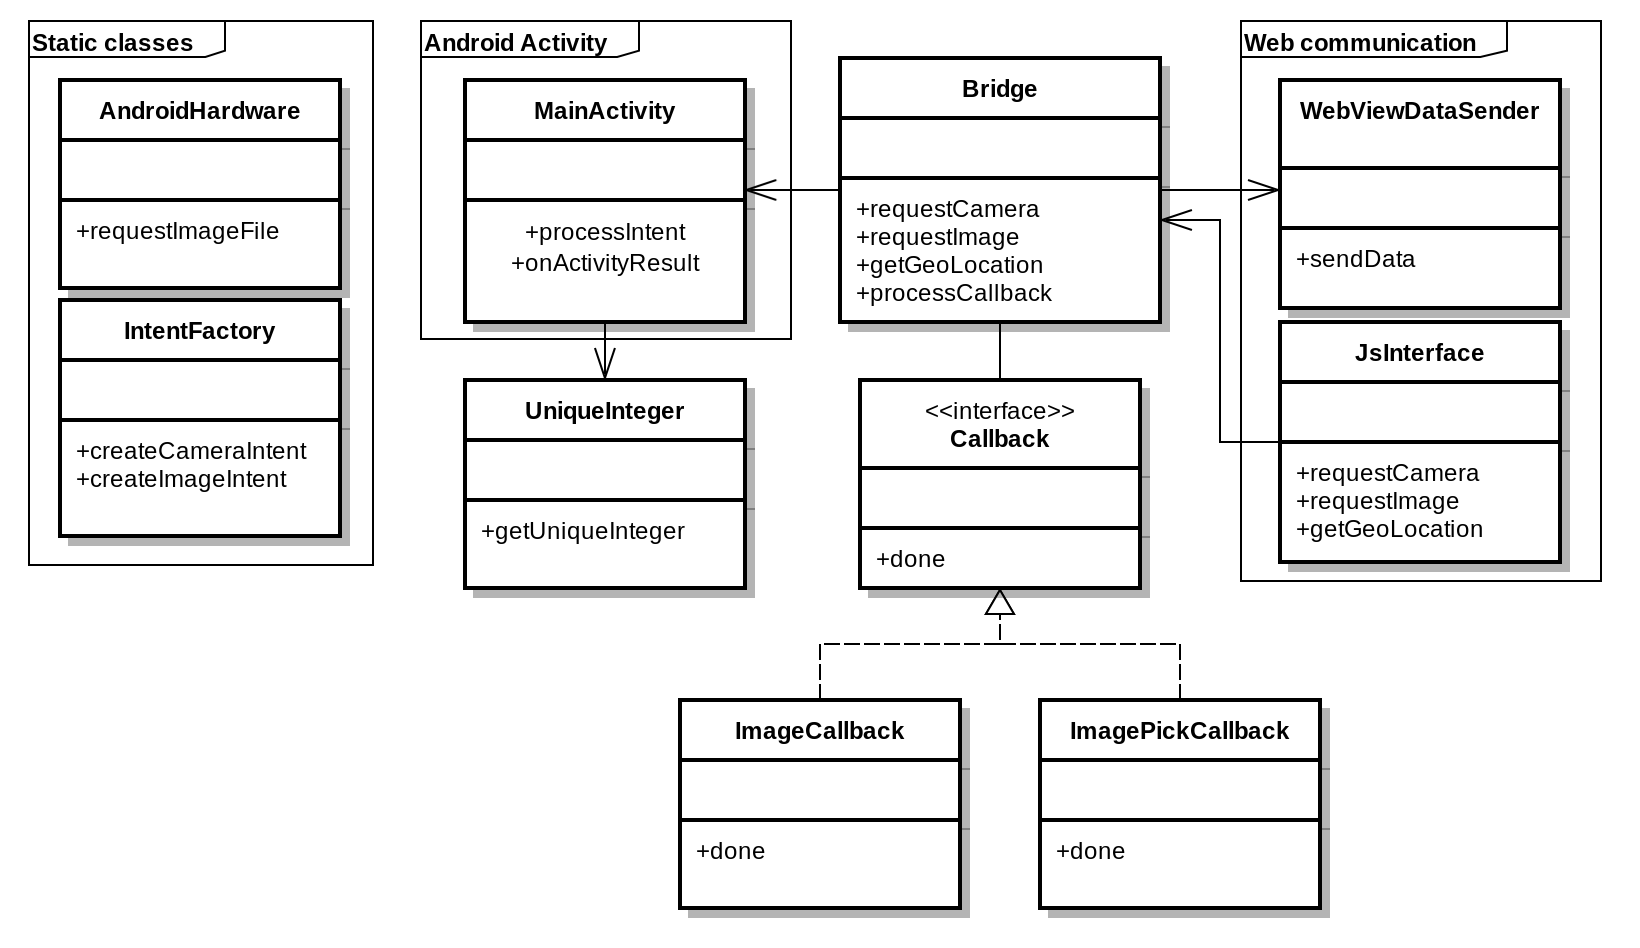 Static classes
AndroidHardware
+requestImageFile
IntentFactory
+createCameraIntent
+createImageIntent
Android Activity
MainActivity
+processIntent
+onActivityResult
UniqueInteger
+getUniqueInteger
Bridge
+requestCamera
+requestImage
+getGeoLocation
+processCallback
<<interface>>
Callback
+done
Web communication
WebViewDataSender
+sendData
JsInterface
+requestCamera
+requestImage
+getGeoLocation
ImageCallback
+done
ImagePickCallback
+done